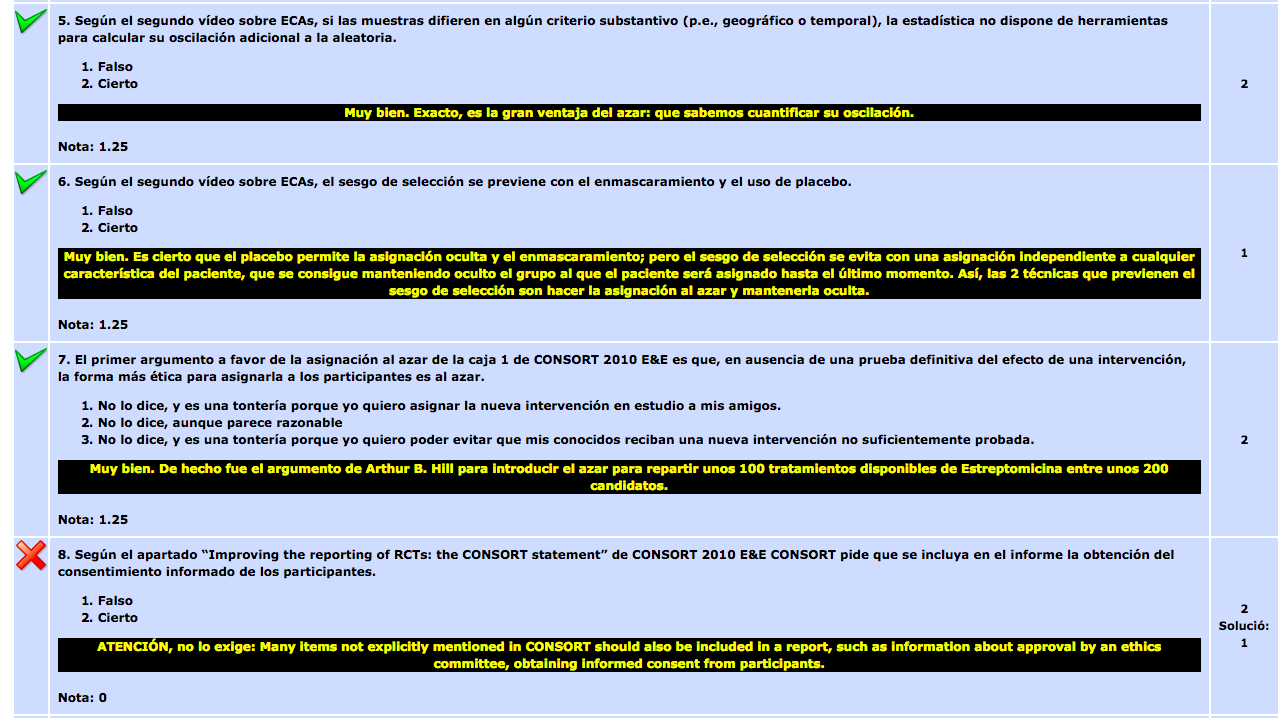 5. Según el segundo vídeo sobre ECAs, si las muestras difieren en algún criterio substantivo (p.e., geográfico o temporal), la estadística no dispone de herramientas
para calcular su oscilación adicional a la aleatoria.
1. Falso
2. Cierto
2
Muy bien. Exacto, es la gran ventaja del azar: que sabemos cuantificar su oscilación.
Nota: 1.25
6. Según el segundo vídeo sobre ECAs, el sesgo de selección se previene con el enmascaramiento y el uso de placebo.
1. Falso
2. Cierto
Muy bien. Es cierto que el placebo permite la asignación oculta y el enmascaramiento; pero el sesgo de selección se evita con una asignación independiente a cualquier
característica del paciente, que se consigue manteniendo oculto el grupo al que el paciente será asignado hasta el último momento. Así, las 2 técnicas que previenen el
sesgo de selección son hacer la asignación al azar y mantenerla oculta.
1
Nota: 1.25
7. El primer argumento a favor de la asignación al azar de la caja 1 de CONSORT 2010 E&E es que, en ausencia de una prueba definitiva del efecto de una intervención,
la forma más ética para asignarla a los participantes es al azar.
1. No lo dice, y es una tontería porque yo quiero asignar la nueva intervención en estudio a mis amigos.
2. No lo dice, aunque parece razonable
3. No lo dice, y es una tontería porque yo quiero poder evitar que mis conocidos reciban una nueva intervención no suficientemente probada.
2
Muy bien. De hecho fue el argumento de Arthur B. Hill para introducir el azar para repartir unos 100 tratamientos disponibles de Estreptomicina entre unos 200
candidatos.
Nota: 1.25
8. Según el apartado “Improving the reporting of RCTs: the CONSORT statement” de CONSORT 2010 E&E CONSORT pide que se incluya en el informe la obtención del
consentimiento informado de los participantes.
1. Falso
2. Cierto
2
Solució:
1
ATENCIÓN, no lo exige: Many items not explicitly mentioned in CONSORT should also be included in a report, such as information about approval by an ethics
committee, obtaining informed consent from participants.
Nota: 0